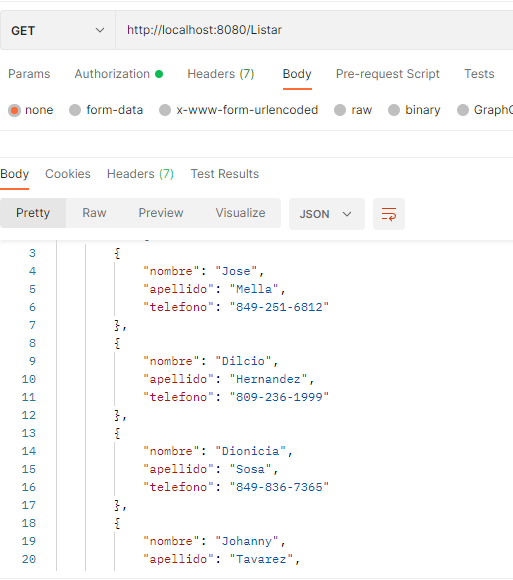 GET http://localhost:8080/Listar
Params Authorization Headers (7) Body Pre-request Script Tests
none form-data x-www-form-urlencoded raw binary GraphQ
Body Cookies Headers (7) Test Results
Pretty Raw Preview Visualize JSON
3 {
4 "nombre": "Jose",
5 "apellido": "Mella",
6 "telefono": "849-251-6812"
7 },
8 {
9 "nombre": "Dilcio",
10 "apellido": "Hernandez",
11 "telefono": "809-236-1999"
12 },
13 {
14 "nombre": "Dionicia",
15 "apellido": "Sosa",
16 "telefono": "849-836-7365"
17 },
18 {
19 "nombre": "Johanny",
20 "apellido": "Tavarez",